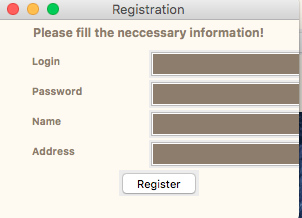 Registration
Please fill the neccessary information!
Login
Password
Name
Address
Register